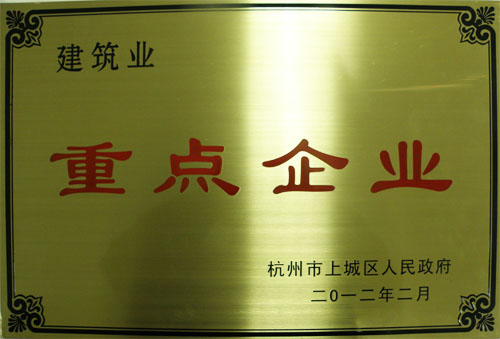 建筑业
重点企业
杭州市上城区人民政府
二0一二年二月